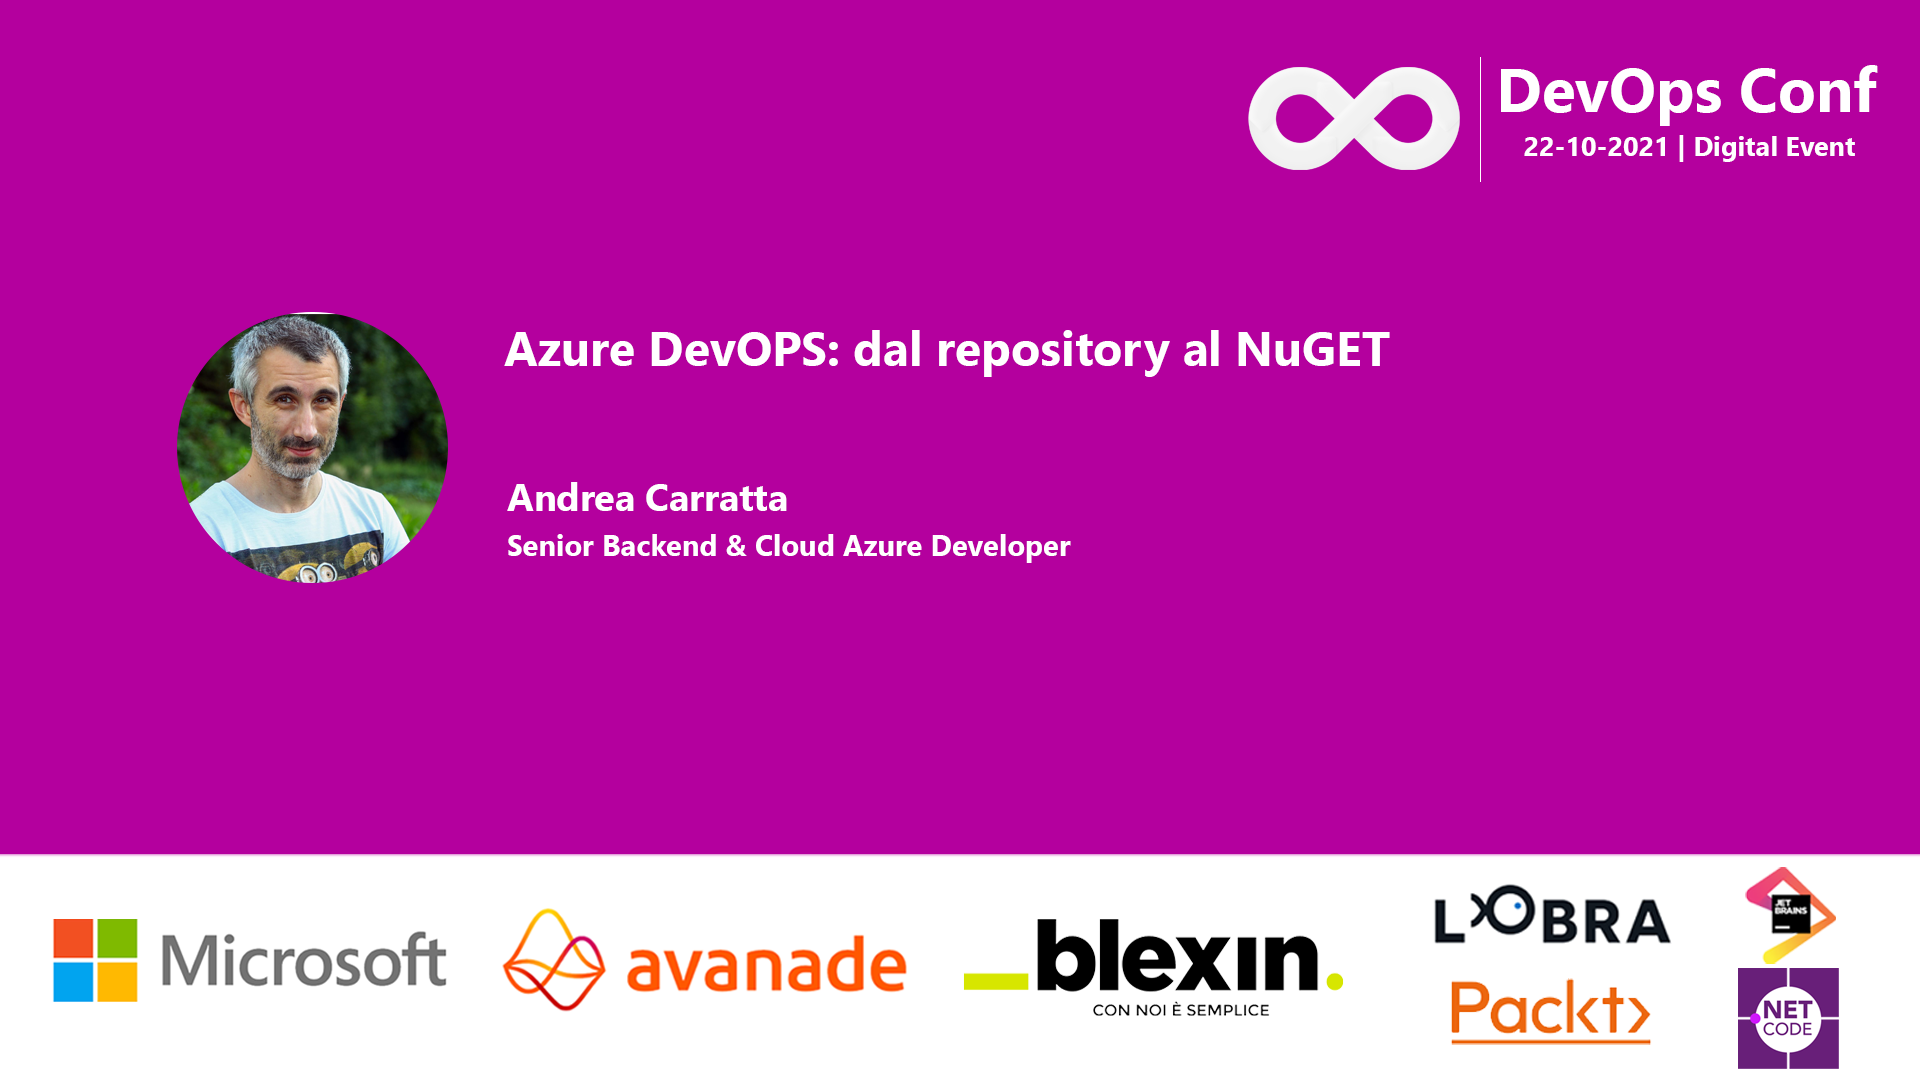 DevOps Conf
22-10-2021 | Digital Event
Azure DevOPS: dal repository al NuGET
Andrea Carratta
Senior Backend & Cloud Azure Developer
Microsoft
avanade
blexin.
CON NOI È SEMPLICE
LOBRA
Packt
JET
BRAINS
NET
CODE